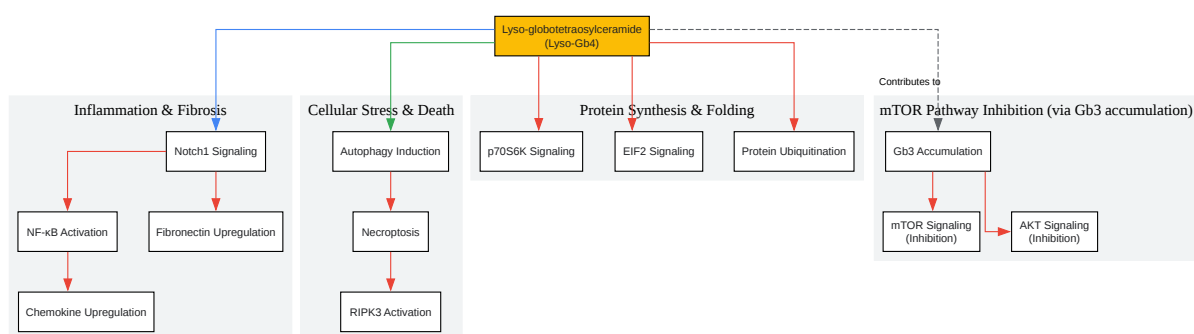 Lyso-globotetraosylceramide
(Lyso-Gb4)
Contributes to
Inflammation & Fibrosis
Cellular Stress & Death
Protein Synthesis & Folding
mTOR Pathway Inhibition (via Gb3 accumulation)
Notch1 Signaling
Autophagy Induction
p70S6K Signaling
EIF2 Signaling
Protein Ubiquitination
Gb3 Accumulation
NF-κB Activation
Fibronectin Upregulation
Necroptosis
mTOR Signaling
(Inhibition)
AKT Signaling
(Inhibition)
Chemokine Upregulation
RIPK3 Activation